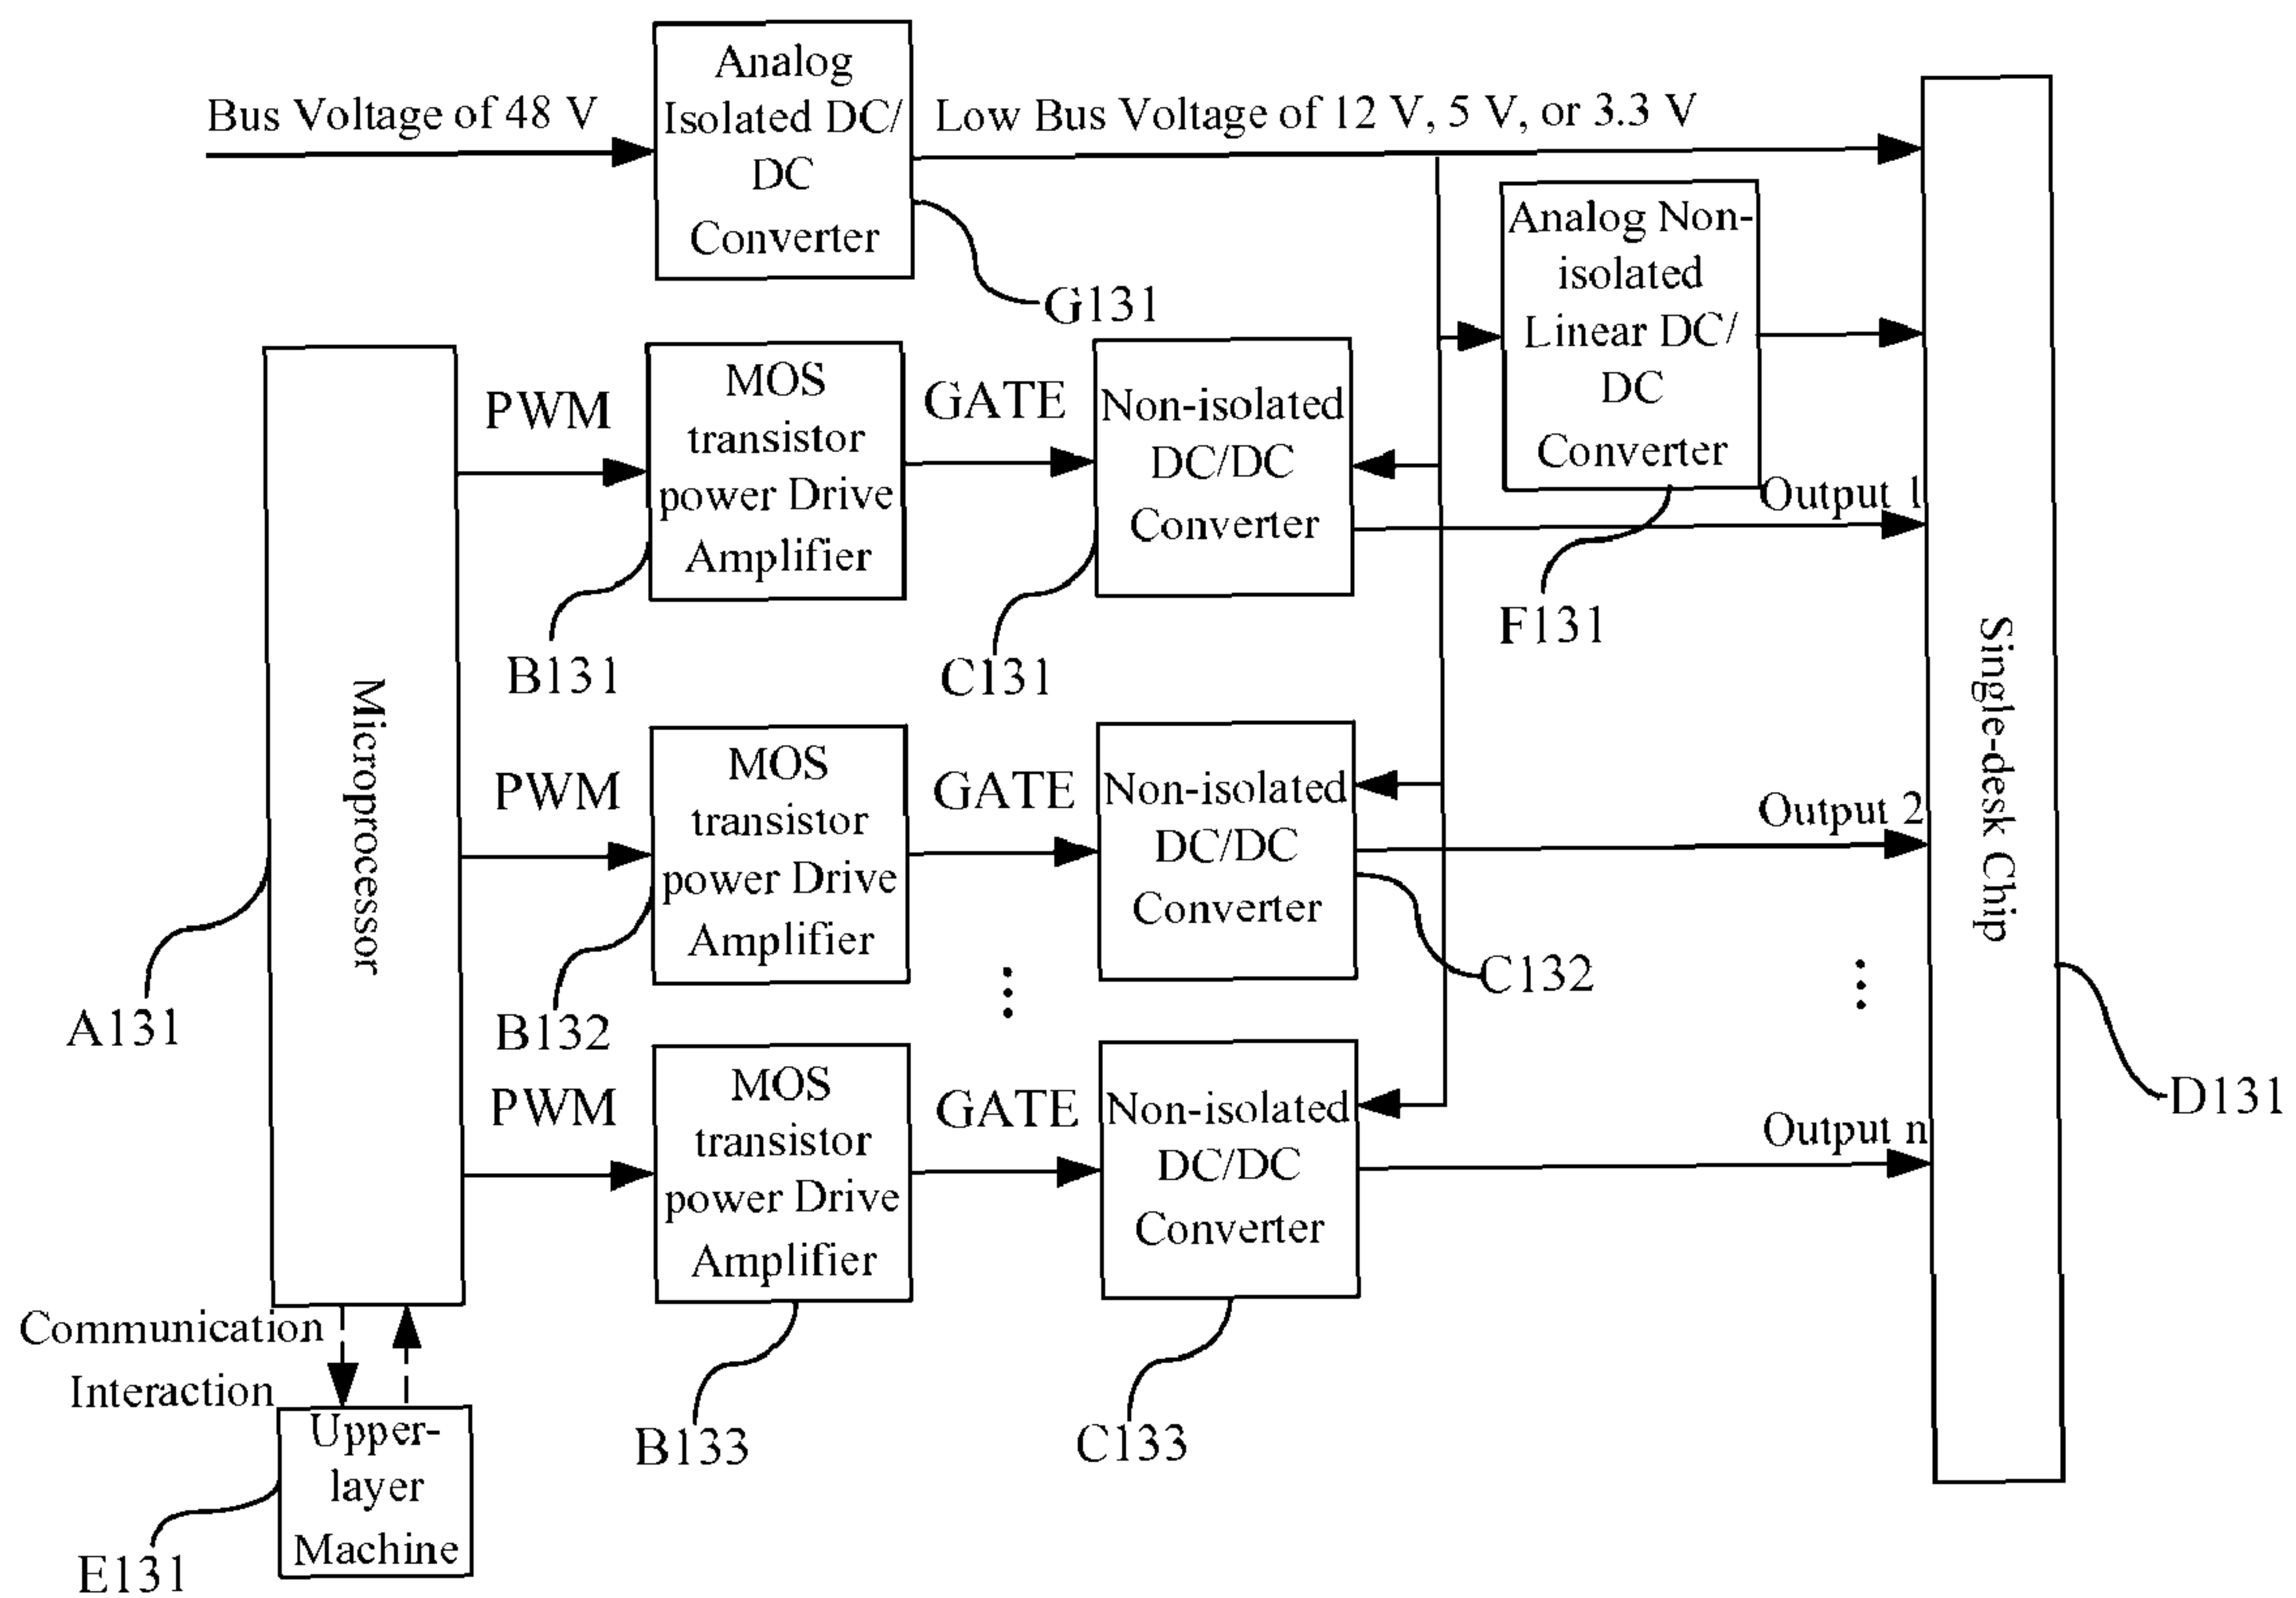 Bus Voltage of 48 V
Analog
Isolated DC/
DC
Converter
Low Bus Voltage of 12 V, 5 V, or 3.3 V
G131
Analog Non-
isolated
Linear DC/
DC
Converter
F131
Microprocessor
A131
PWM
MOS
transistor
power Drive
Amplifier
B131
GATE
Non-isolated
DC/DC
Converter
C131
Output 1
PWM
MOS
transistor
power Drive
Amplifier
B132
GATE
Non-isolated
DC/DC
Converter
C132
Output 2
PWM
MOS
transistor
power Drive
Amplifier
B133
GATE
Non-isolated
DC/DC
Converter
C133
Output n
Single-desk Chip
D131
Communication
Interaction
Upper-
layer
Machine
E131